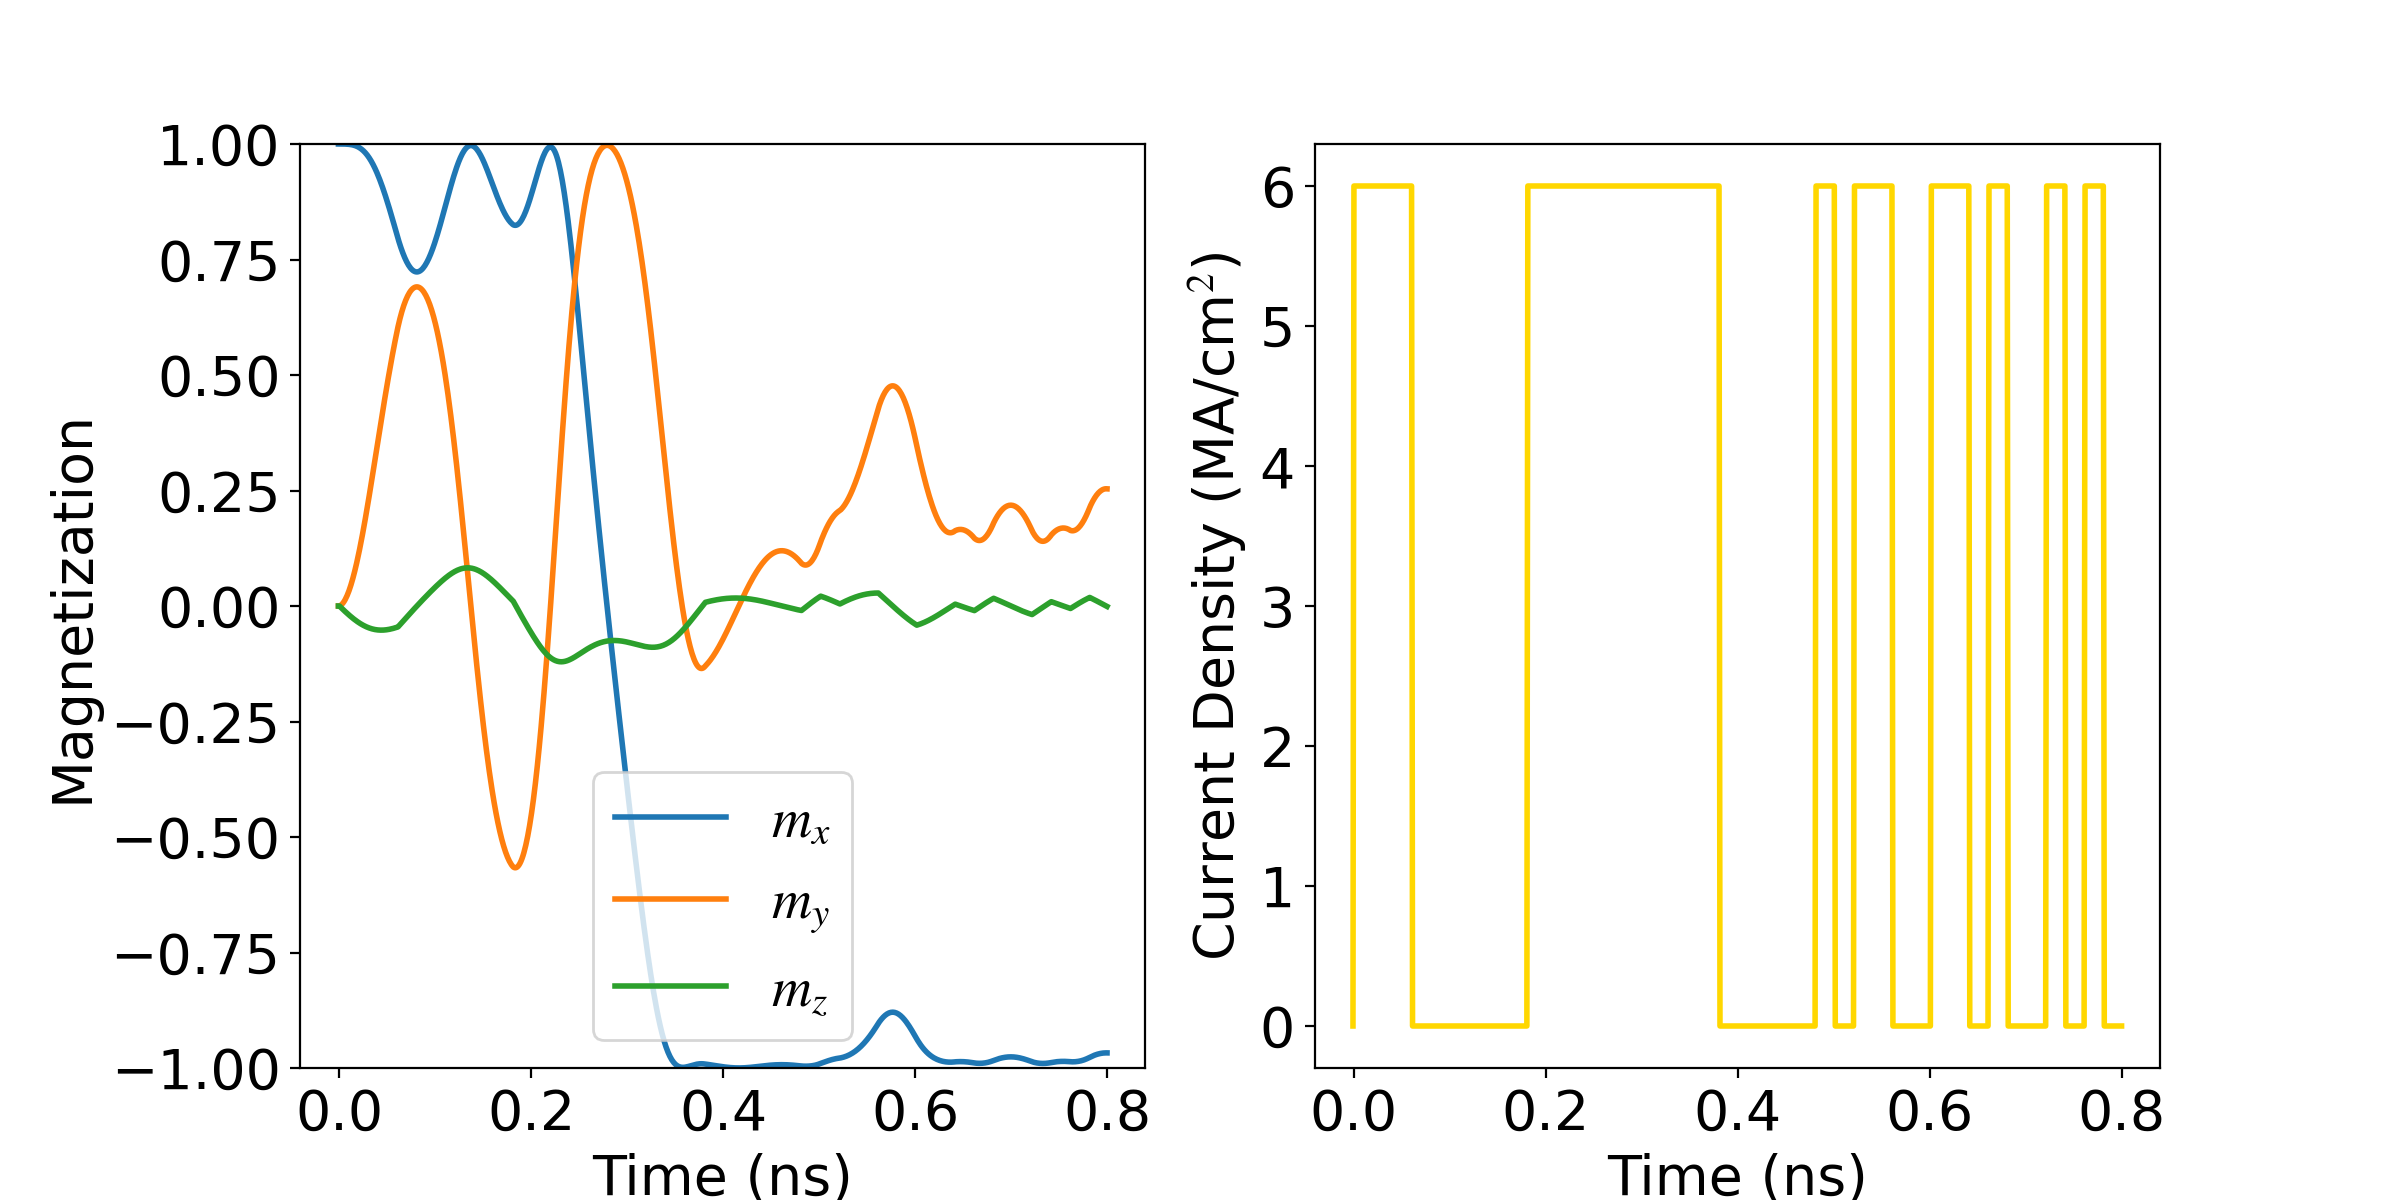 Magnetization
1.00
0.75
0.50
0.25
0.00
−0.25
−0.50
−0.75
−1.00
0.0 0.2 0.4 0.6 0.8
Time (ns)
m_x
m_y
m_z
Current Density (MA/cm²)
6
5
4
3
2
1
0
0.0 0.2 0.4 0.6 0.8
Time (ns)